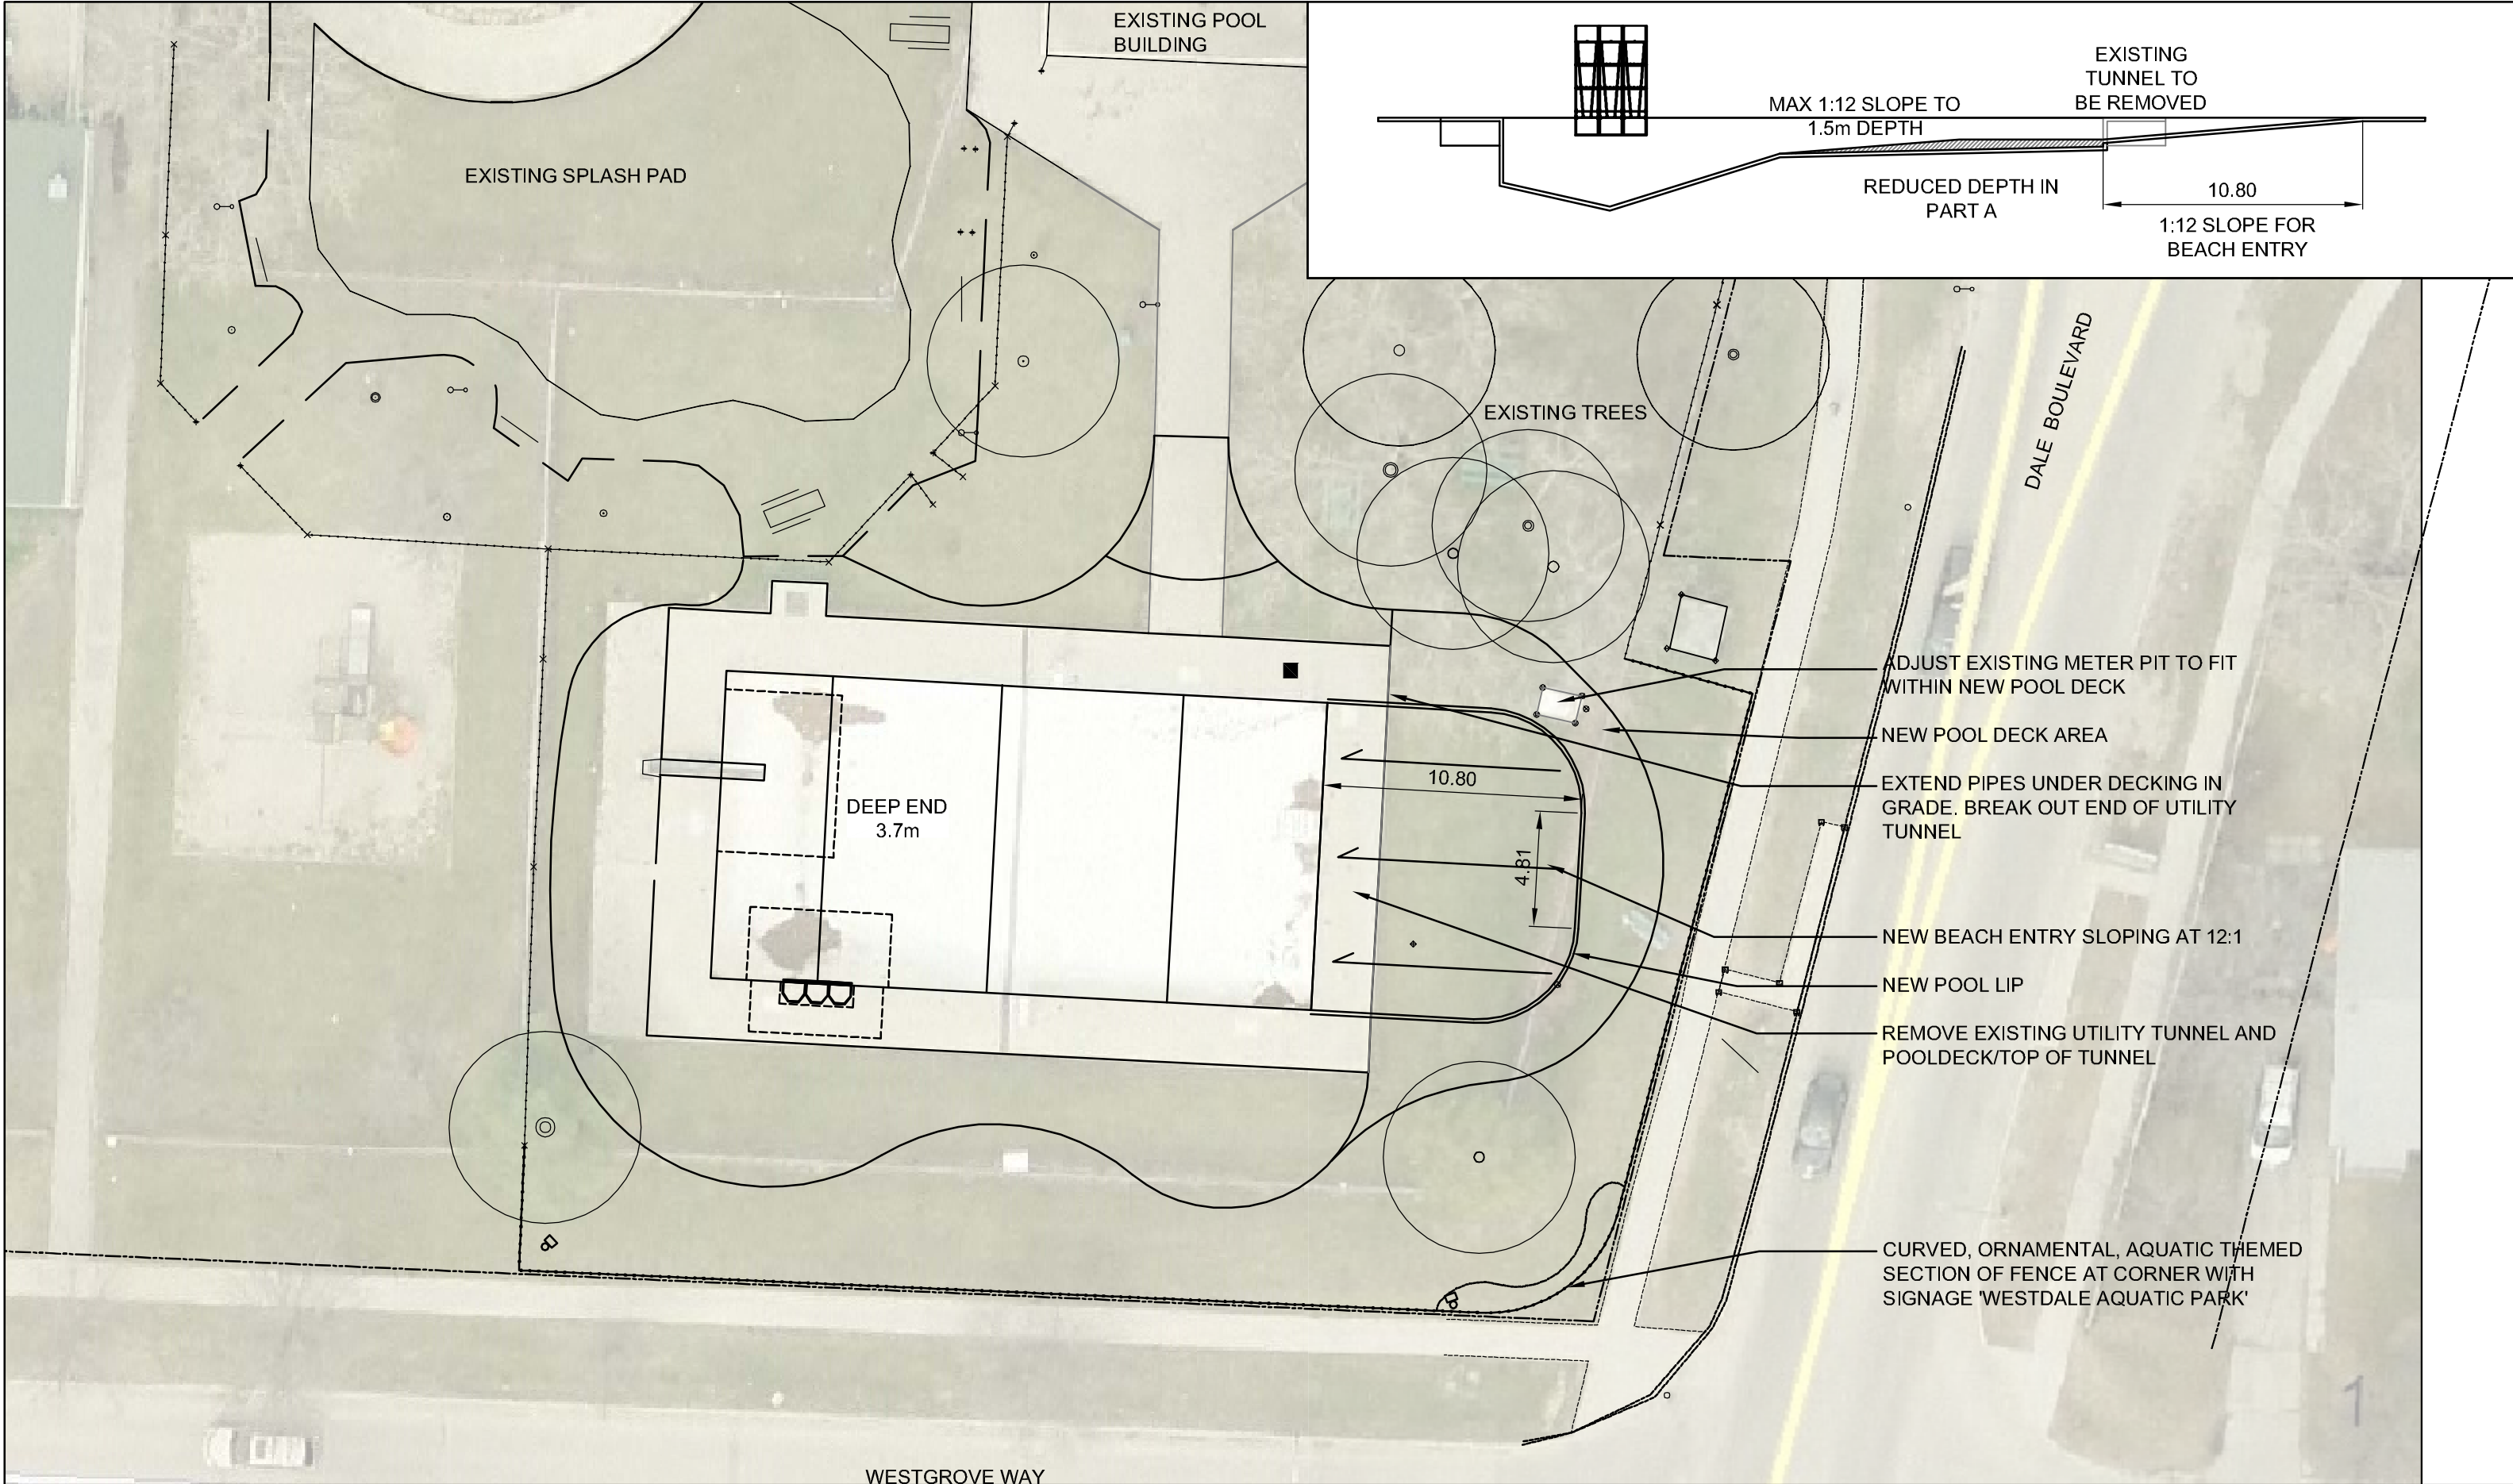 EXISTING POOL
BUILDING
EXISTING
TUNNEL TO
BE REMOVED
MAX 1:12 SLOPE TO
1.5m DEPTH
REDUCED DEPTH IN
PART A
10.80
1:12 SLOPE FOR
BEACH ENTRY
EXISTING SPLASH PAD
EXISTING TREES
DALE BOULEVARD
ADJUST EXISTING METER PIT TO FIT
WITHIN NEW POOL DECK
NEW POOL DECK AREA
EXTEND PIPES UNDER DECKING IN
GRADE. BREAK OUT END OF UTILITY
TUNNEL
10.80
4.81
DEEP END
3.7m
NEW BEACH ENTRY SLOPING AT 12:1
NEW POOL LIP
REMOVE EXISTING UTILITY TUNNEL AND
POOLDECK/TOP OF TUNNEL
CURVED, ORNAMENTAL, AQUATIC THEMED
SECTION OF FENCE AT CORNER WITH
SIGNAGE 'WESTDALE AQUATIC PARK'
1
WESTGROVE WAY